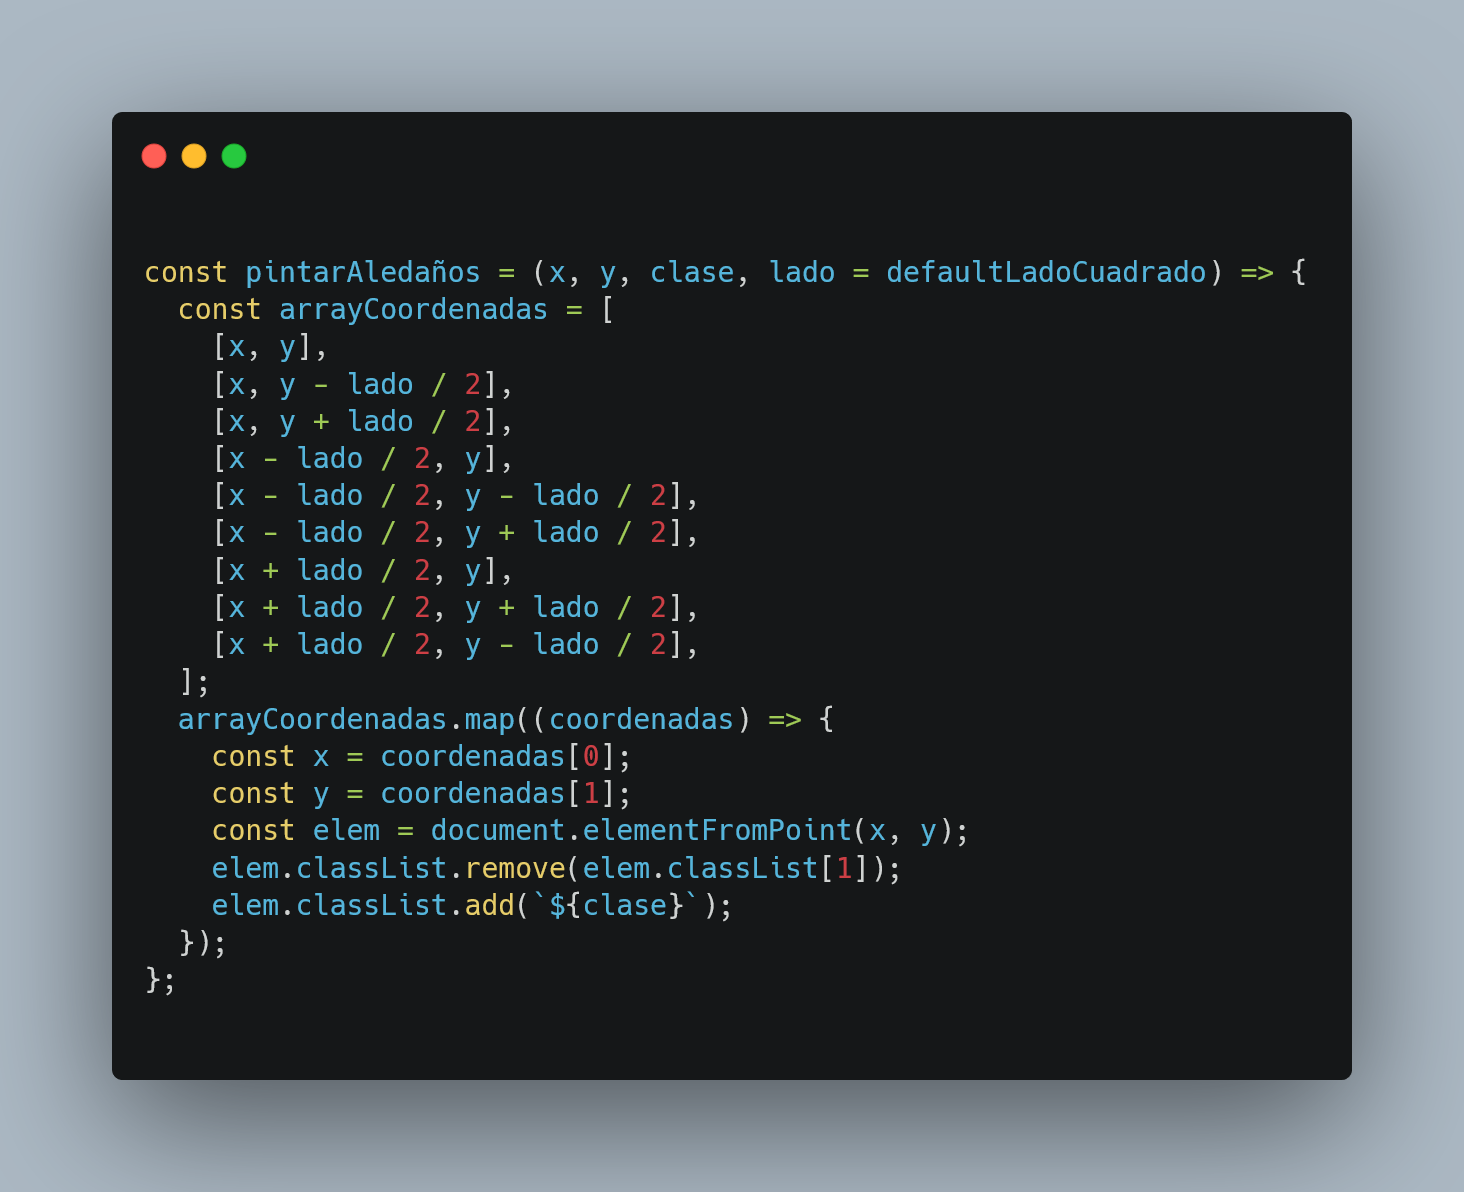 const pintarAledaños = (x, y, clase, lado = defaultLadoCuadrado) => {
  const arrayCoordenadas = [
    [x, y],
    [x, y - lado / 2],
    [x, y + lado / 2],
    [x - lado / 2, y],
    [x - lado / 2, y - lado / 2],
    [x - lado / 2, y + lado / 2],
    [x + lado / 2, y],
    [x + lado / 2, y + lado / 2],
    [x + lado / 2, y - lado / 2],
  ];
  arrayCoordenadas.map((coordenadas) => {
    const x = coordenadas[0];
    const y = coordenadas[1];
    const elem = document.elementFromPoint(x, y);
    elem.classList.remove(elem.classList[1]);
    elem.classList.add(`${clase}`);
  });
};